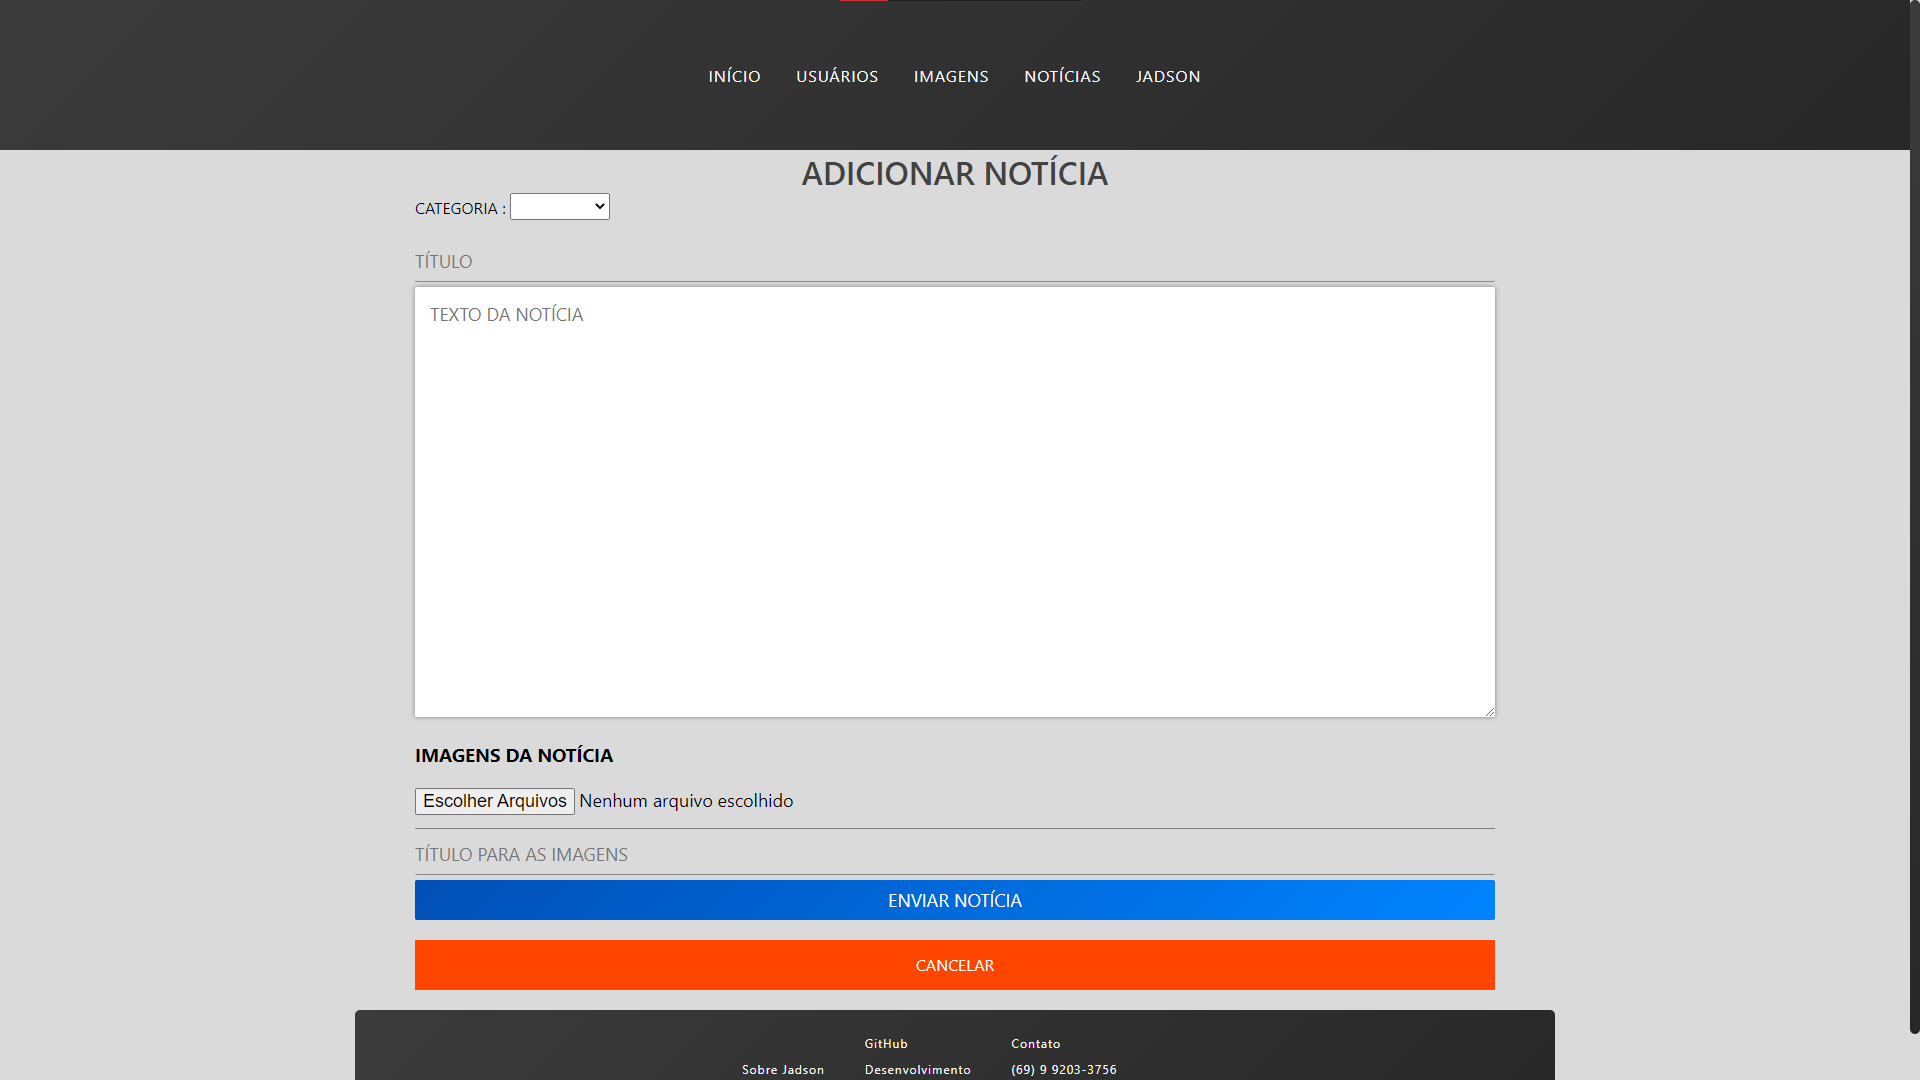 INÍCIO USUÁRIOS IMAGENS NOTÍCIAS JADSON
ADICIONAR NOTÍCIA
CATEGORIA :
TÍTULO
TEXTO DA NOTÍCIA
IMAGENS DA NOTÍCIA
Escolher Arquivos Nenhum arquivo escolhido
TÍTULO PARA AS IMAGENS
ENVIAR NOTÍCIA
CANCELAR
GitHub Contato
Sobre Jadson Desenvolvimento (69) 9 9203-3756